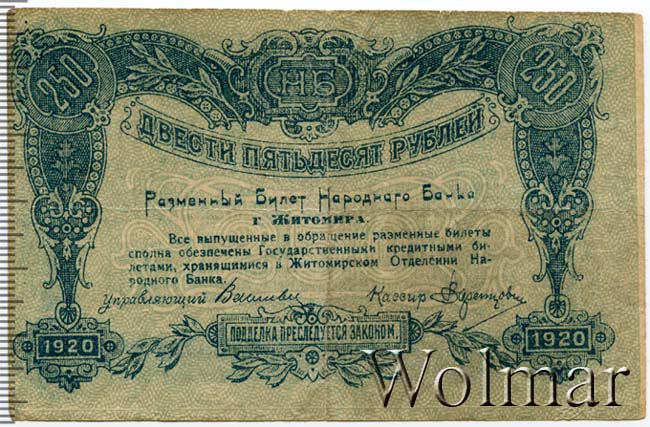 250 НБ 250
ДВЕСТИ ПЯТЬДЕСЯТ РУБЛЕЙ
Разменный Билет Народного Банка
г. Житомира.
Все выпущенные в обращение разменные билеты
сполна обезпемены Государственными кредитными би-
летами, хранящимися в Житомирском Отделении На-
родного Банка.
Управляющий Кассир
1920 ПОДДЕЛКА ПРЕСЛЕДУЕТСЯ ЗАКОНОМ. 1920
Wolmar